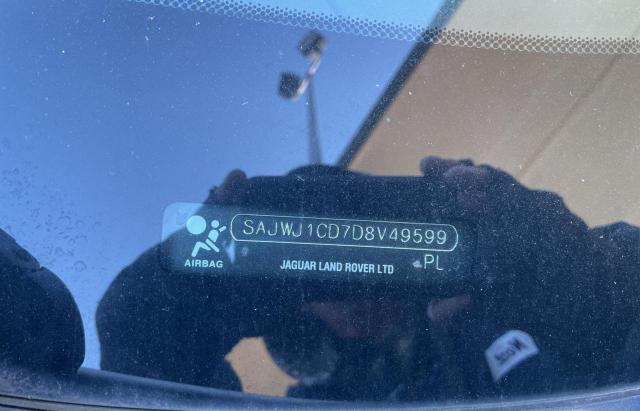 SAJWJ1CD7D8V49599
AIRBAG
JAGUAR LAND ROVER LTD
PL